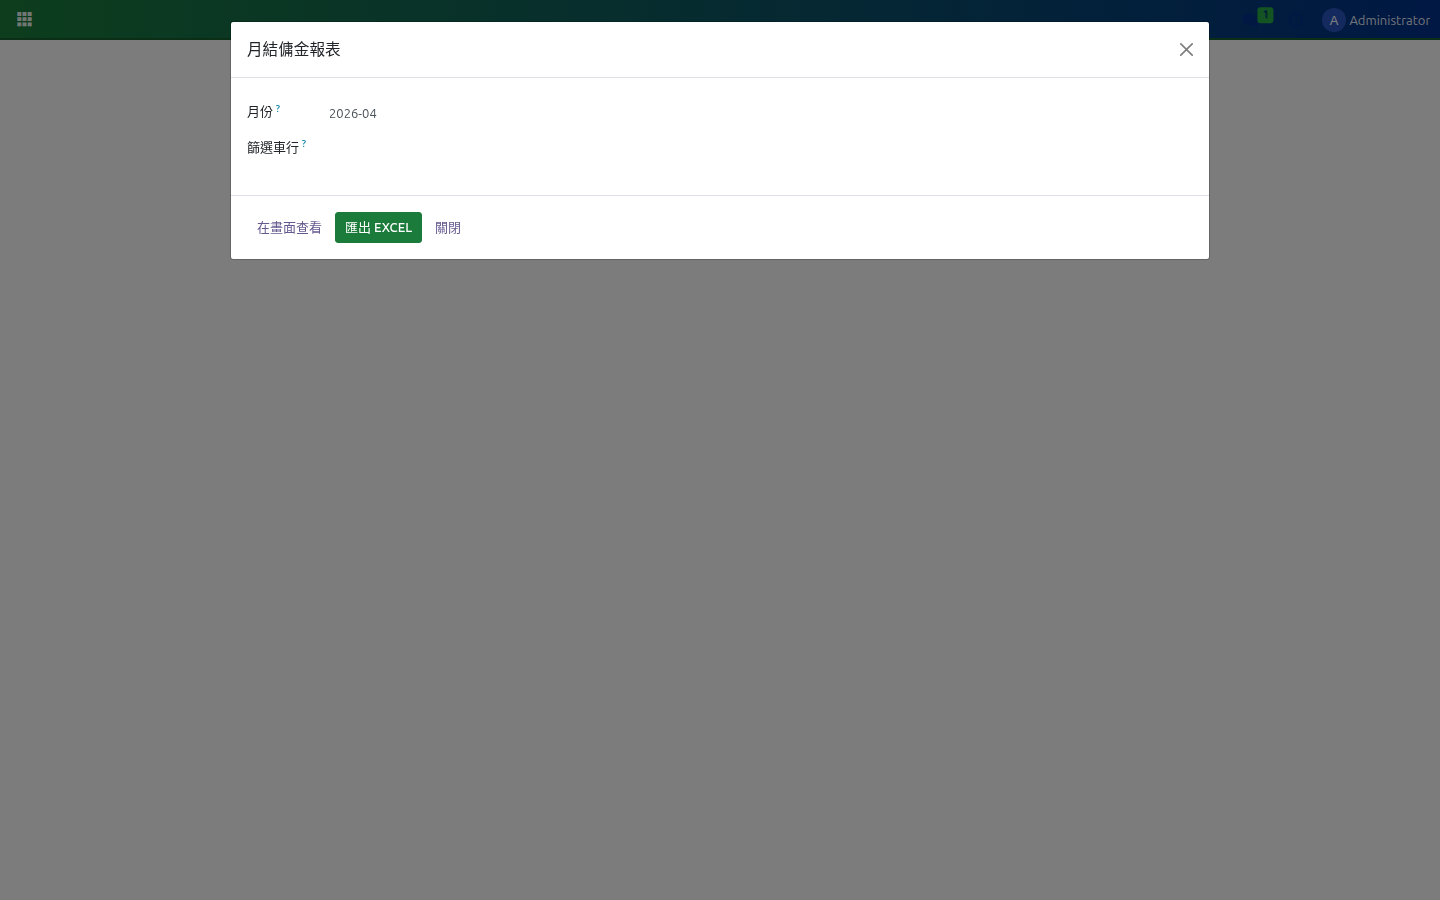 1
A Administrator
月結傭金報表
月份 ? 2026-04
篩選車行 ?
在畫面查看 匯出 EXCEL 關閉